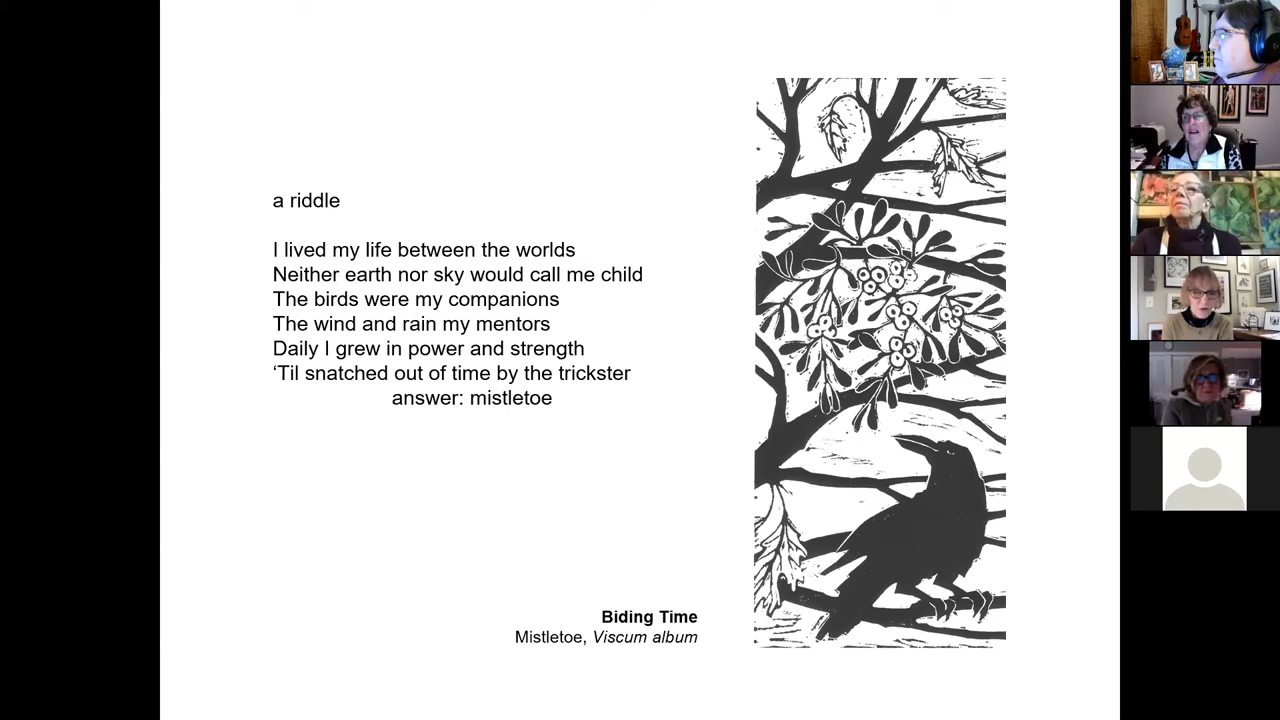 a riddle
I lived my life between the worlds
Neither earth nor sky would call me child
The birds were my companions
The wind and rain my mentors
Daily I grew in power and strength
‘Til snatched out of time by the trickster
answer: mistletoe
Biding Time
Mistletoe, Viscum album